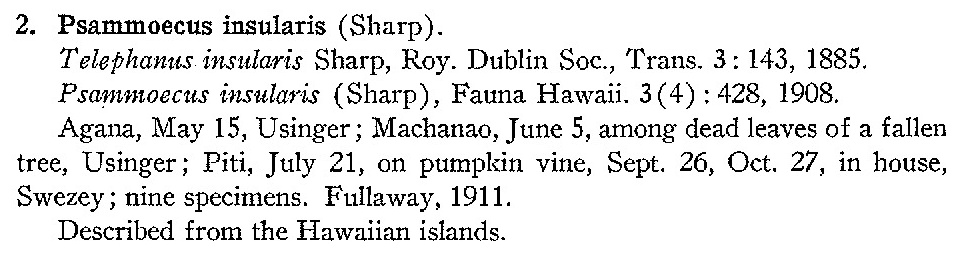 2. Psammoecus insularis (Sharp).
Telephanus insularis Sharp, Roy. Dublin Soc., Trans. 3: 143, 1885.
Psammoecus insularis (Sharp), Fauna Hawaii. 3(4): 428, 1908.
Agana, May 15, Usinger; Machanao, June 5, among dead leaves of a fallen
tree, Usinger; Piti, July 21, on pumpkin vine, Sept. 26, Oct. 27, in house,
Swezey; nine specimens. Fullaway, 1911.
Described from the Hawaiian islands.